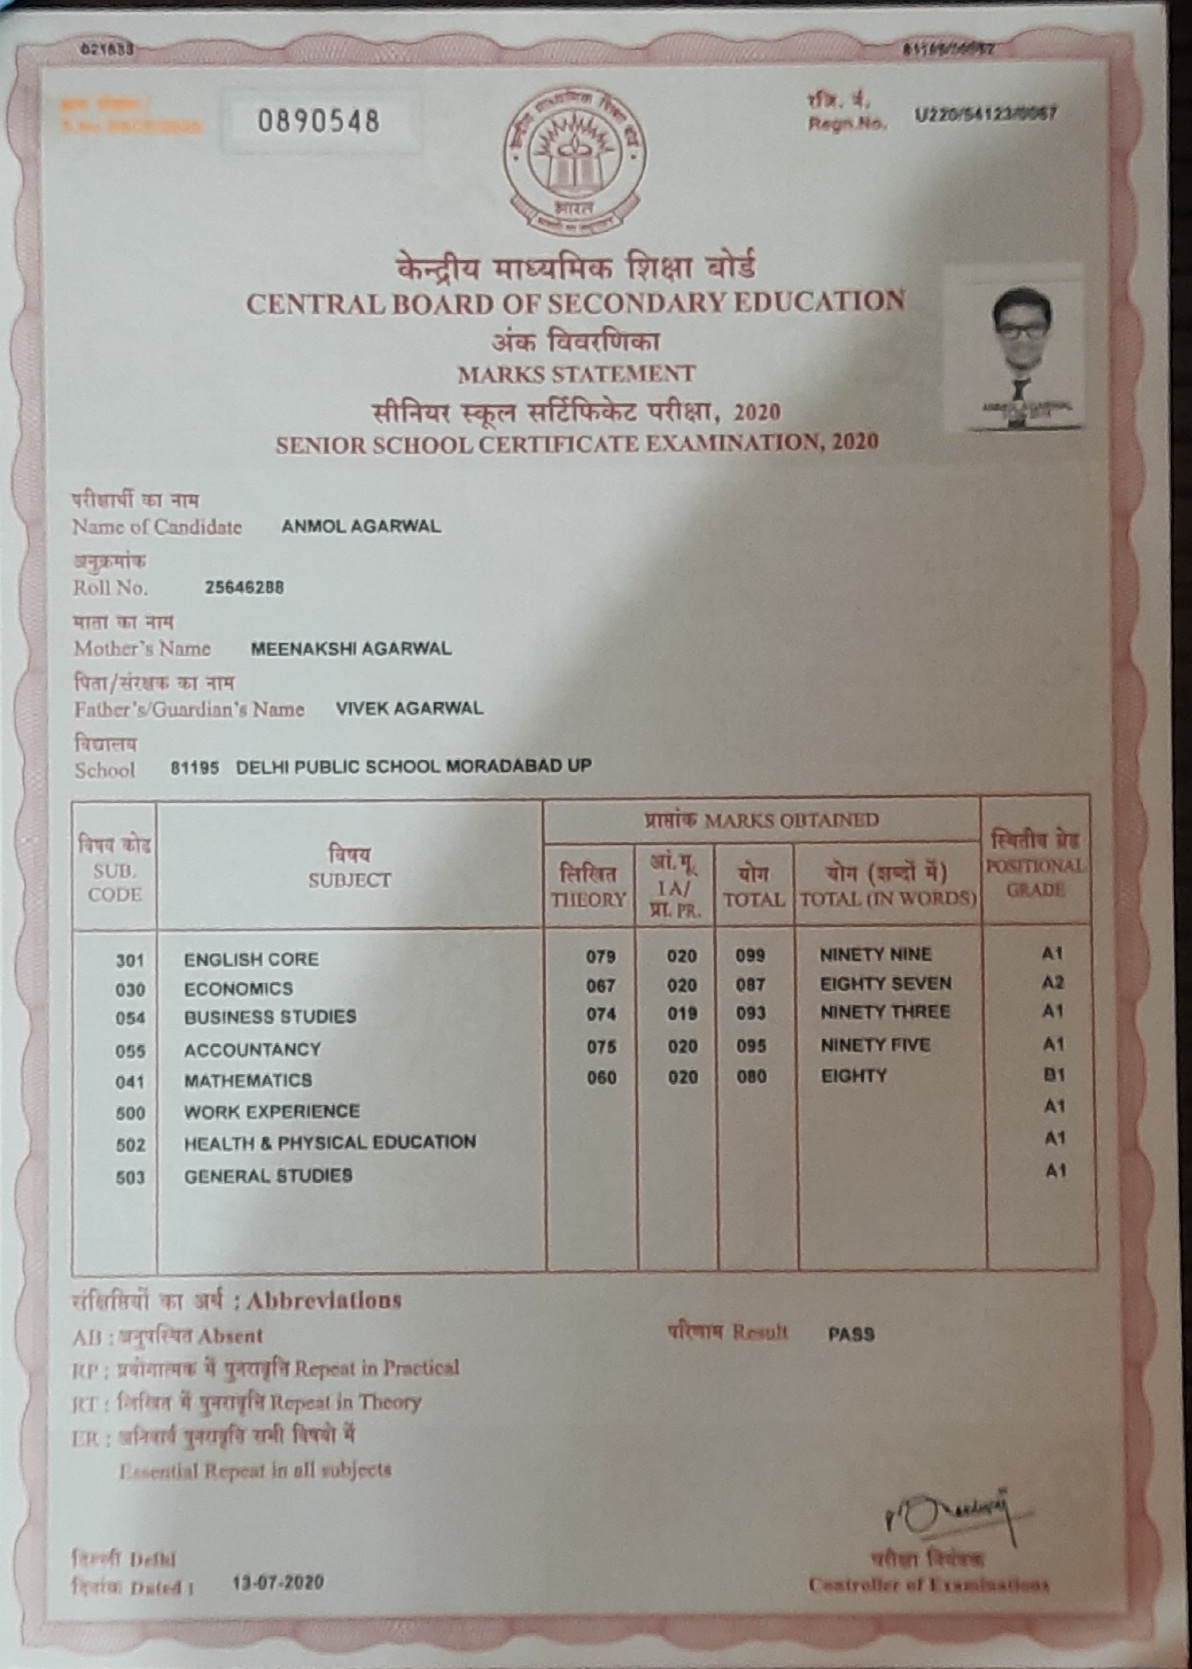 021633
0890548
रजि. नं.
Regn.No. U220/54123/0067
भारत
केन्द्रीय माध्यमिक शिक्षा बोर्ड
CENTRAL BOARD OF SECONDARY EDUCATION
अंक विवरणिका
MARKS STATEMENT
सीनियर स्कूल सर्टिफिकेट परीक्षा, 2020
SENIOR SCHOOL CERTIFICATE EXAMINATION, 2020
ANMOL AGARWAL
परीक्षार्थी का नाम
Name of Candidate ANMOL AGARWAL
अनुक्रमांक
Roll No. 25646288
माता का नाम
Mother's Name MEENAKSHI AGARWAL
पिता/संरक्षक का नाम
Father's/Guardian's Name VIVEK AGARWAL
विद्यालय
School 81195 DELHI PUBLIC SCHOOL MORADABAD UP
विषय कोड SUB. CODE
विषय SUBJECT
प्राप्तांक MARKS OBTAINED
लिखित THEORY
आं.मू. IA/ प्रा. PR.
योग TOTAL
योग (शब्दों में) TOTAL (IN WORDS)
स्थितीय ग्रेड POSITIONAL GRADE
301 ENGLISH CORE 079 020 099 NINETY NINE A1
030 ECONOMICS 067 020 087 EIGHTY SEVEN A2
054 BUSINESS STUDIES 074 019 093 NINETY THREE A1
055 ACCOUNTANCY 075 020 095 NINETY FIVE A1
041 MATHEMATICS 060 020 080 EIGHTY B1
500 WORK EXPERIENCE A1
502 HEALTH & PHYSICAL EDUCATION A1
503 GENERAL STUDIES A1
संक्षिप्तियों का अर्थ : Abbreviations
AB : अनुपस्थित Absent
परिणाम Result PASS
RP : प्रयोगात्मक में पुनरावृत्ति Repeat in Practical
RT : लिखित में पुनरावृत्ति Repeat in Theory
ER : अनिवार्य पुनरावृत्ति सभी विषयों में
Essential Repeat in all subjects
दिल्ली Delhi
दिनांक Dated : 13-07-2020
परीक्षा नियंत्रक
Controller of Examinations